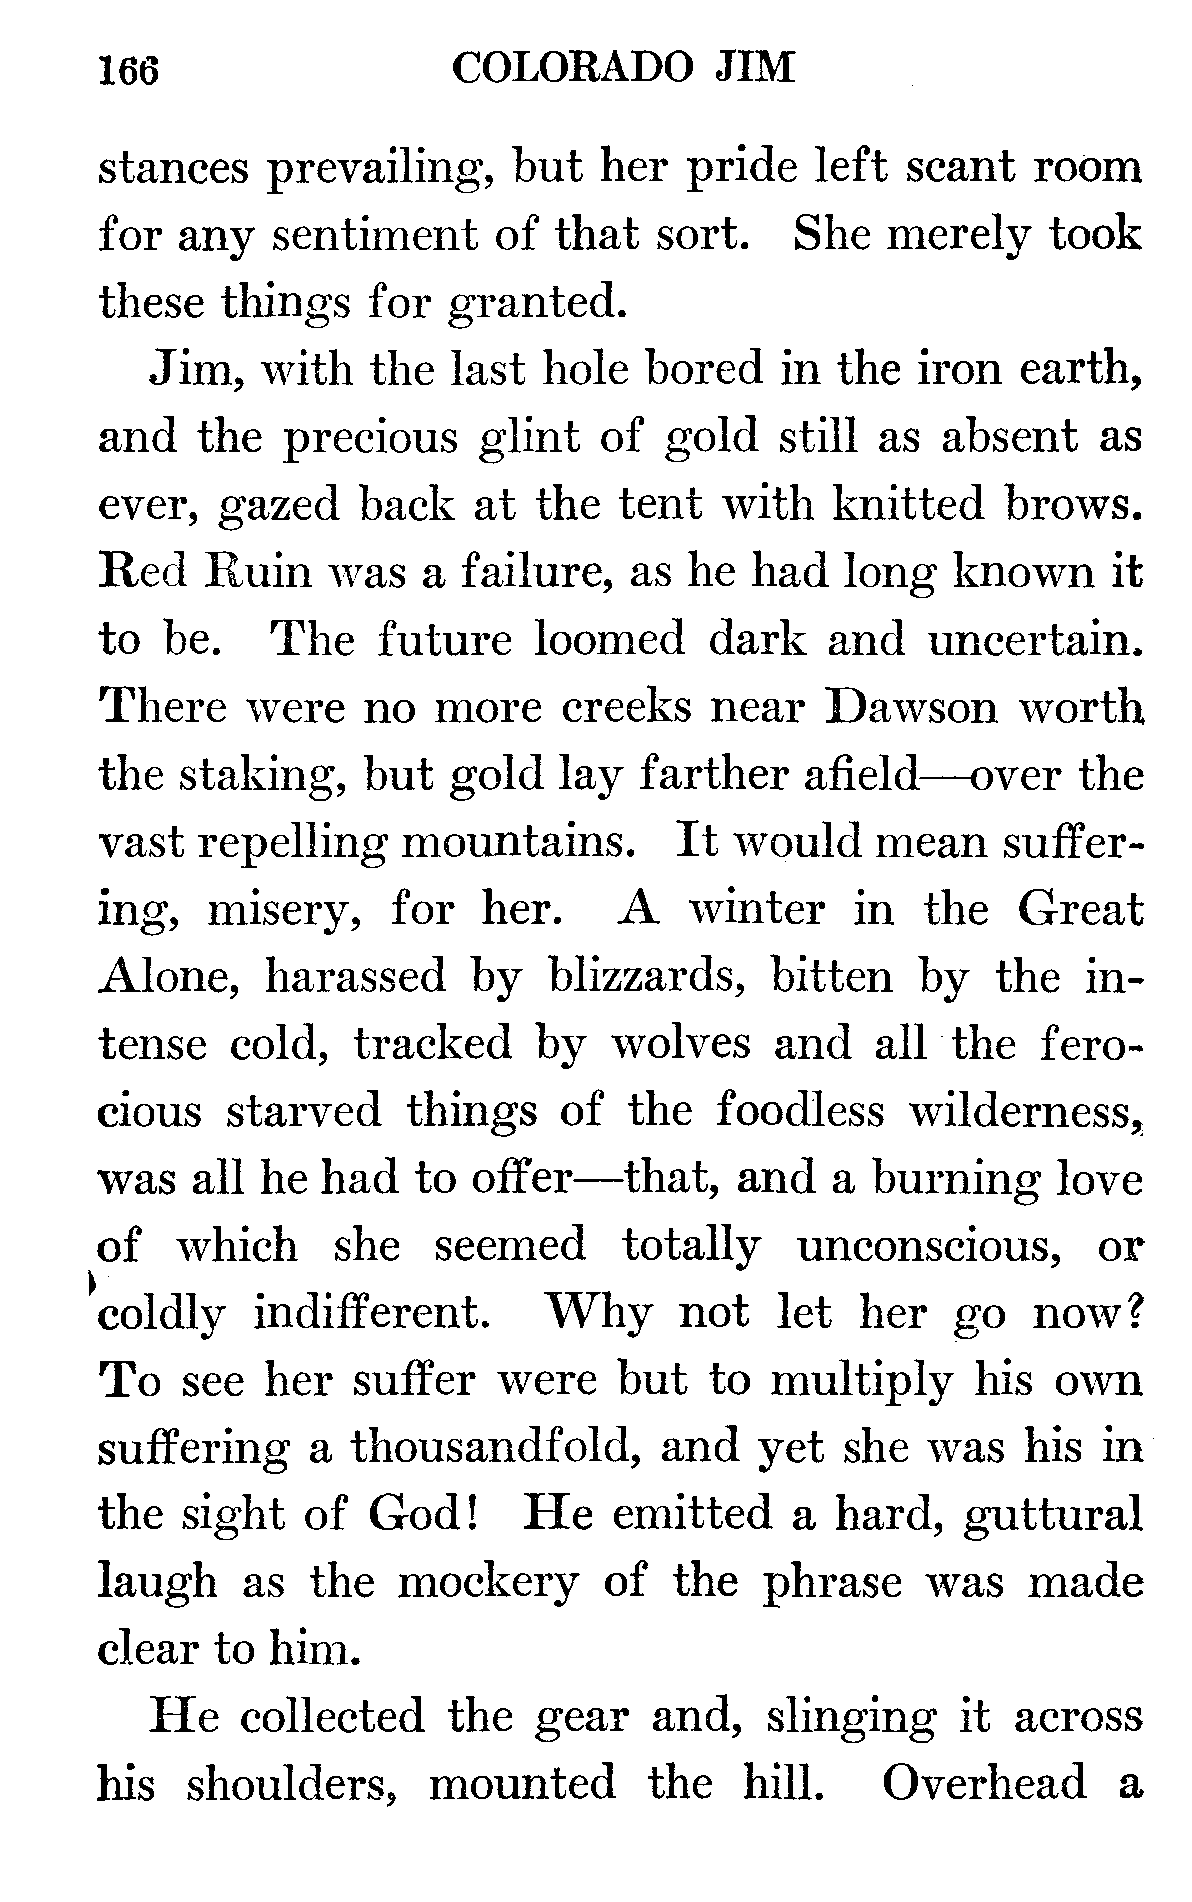 166 COLORADO JIM
stances prevailing, but her pride left scant room
for any sentiment of that sort. She merely took
these things for granted.
Jim, with the last hole bored in the iron earth,
and the precious glint of gold still as absent as
ever, gazed back at the tent with knitted brows.
Red Ruin was a failure, as he had long known it
to be. The future loomed dark and uncertain.
There were no more creeks near Dawson worth
the staking, but gold lay farther afield—over the
vast repelling mountains. It would mean suffer-
ing, misery, for her. A winter in the Great
Alone, harassed by blizzards, bitten by the in-
tense cold, tracked by wolves and all the fero-
cious starved things of the foodless wilderness,
was all he had to offer—that, and a burning love
of which she seemed totally unconscious, or
coldly indifferent. Why not let her go now?
To see her suffer were but to multiply his own
suffering a thousandfold, and yet she was his in
the sight of God! He emitted a hard, guttural
laugh as the mockery of the phrase was made
clear to him.
He collected the gear and, slinging it across
his shoulders, mounted the hill. Overhead a